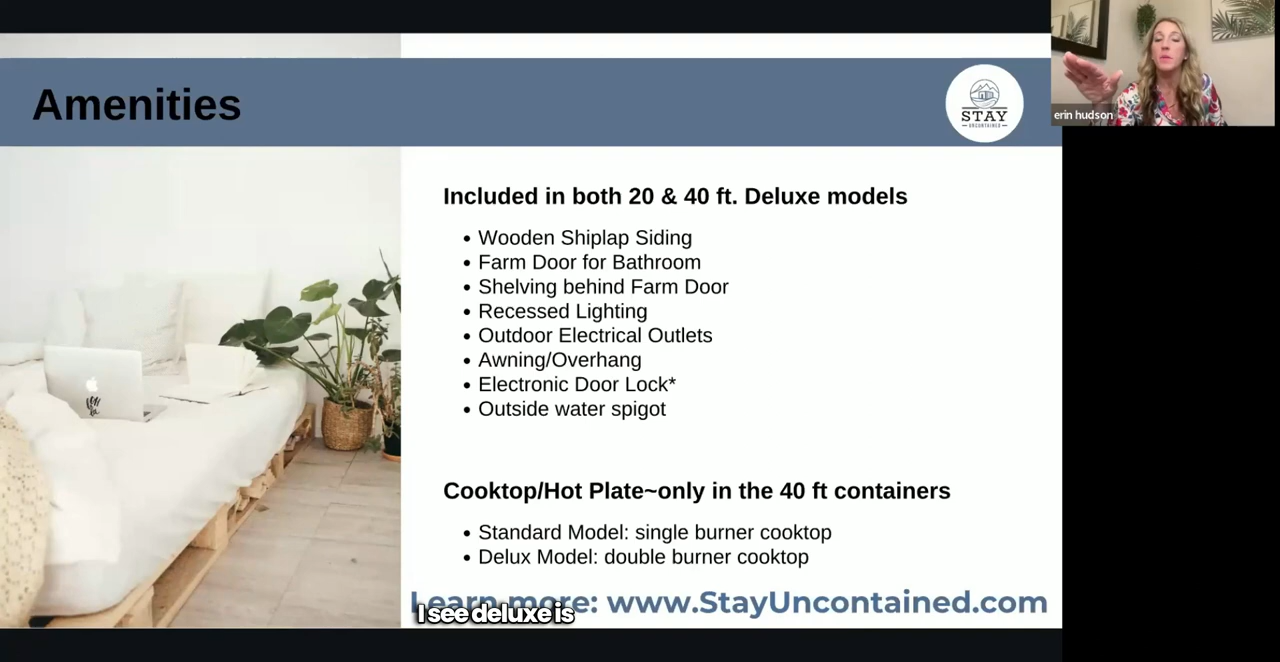 Amenities
STAY
UNCONTAINED
erin hudson
Included in both 20 & 40 ft. Deluxe models
• Wooden Shiplap Siding
• Farm Door for Bathroom
• Shelving behind Farm Door
• Recessed Lighting
• Outdoor Electrical Outlets
• Awning/Overhang
• Electronic Door Lock*
• Outside water spigot
Cooktop/Hot Plate~only in the 40 ft containers
• Standard Model: single burner cooktop
• Delux Model: double burner cooktop
Learn more: www.StayUncontained.com
I see deluxe is